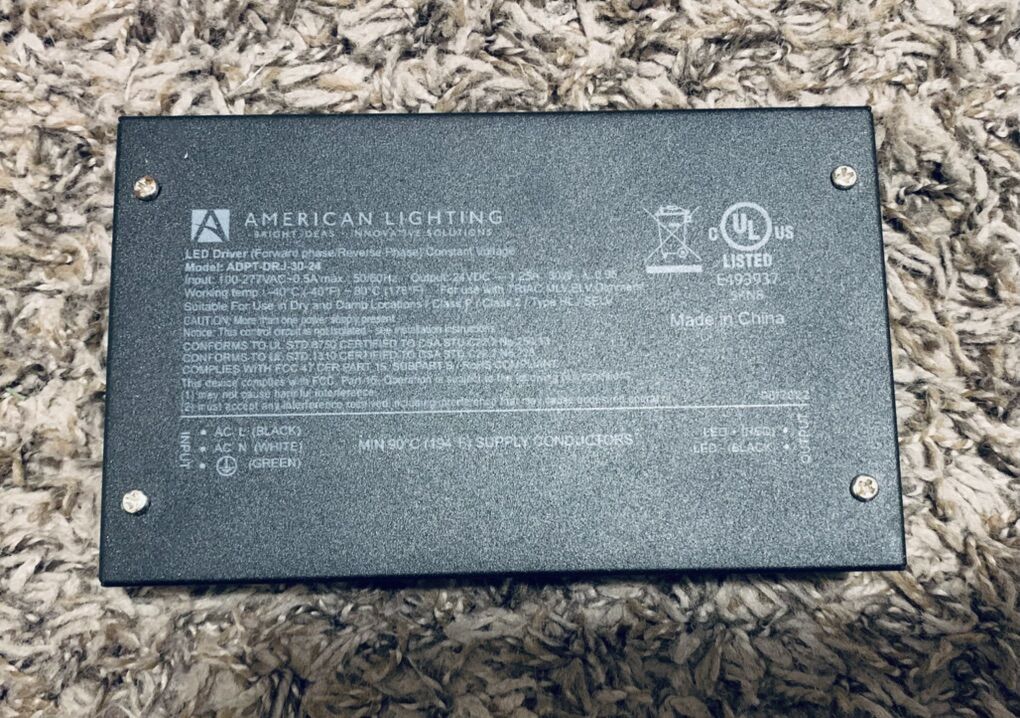 AMERICAN LIGHTING
BRIGHT IDEAS INNOVATIVE SOLUTIONS
LED Driver (Forward phase/Reverse Phase) Constant Voltage
Model: ADPT-DRJ-30-24
Input: 100-277VAC 0.5A max. 50/60Hz Output: 24VDC 1.25A
Working temp.: For use with TRIAC, MLV, ELV Dimmers
Suitable For Use in Dry and Damp Locations / Class P / Class 2 / Type HL / SELV
CAUTION: More than one power supply present
Notice: This control circuit is not isolated - see installation instructions
CONFORMS TO UL STD. 8750 CERTIFIED TO CSA STD.
CONFORMS TO UL STD. 1310 CERTIFIED TO CSA STD.
COMPLIES WITH FCC 47 CFR PART 15, SUBPART B / RoHS COMPLIANT
This device complies with FCC Part 15. Operation is subject to the following
(1) may not cause harmful interference.
(2) must accept any interference received, including interference that may cause undesired operation
C UL US
LISTED
E493937
Made in China
INPUT
AC L (BLACK)
AC N (WHITE)
(GREEN)
MIN 90°C (194°F) SUPPLY CONDUCTORS
LED + (RED)
LED - (BLACK)
OUTPUT